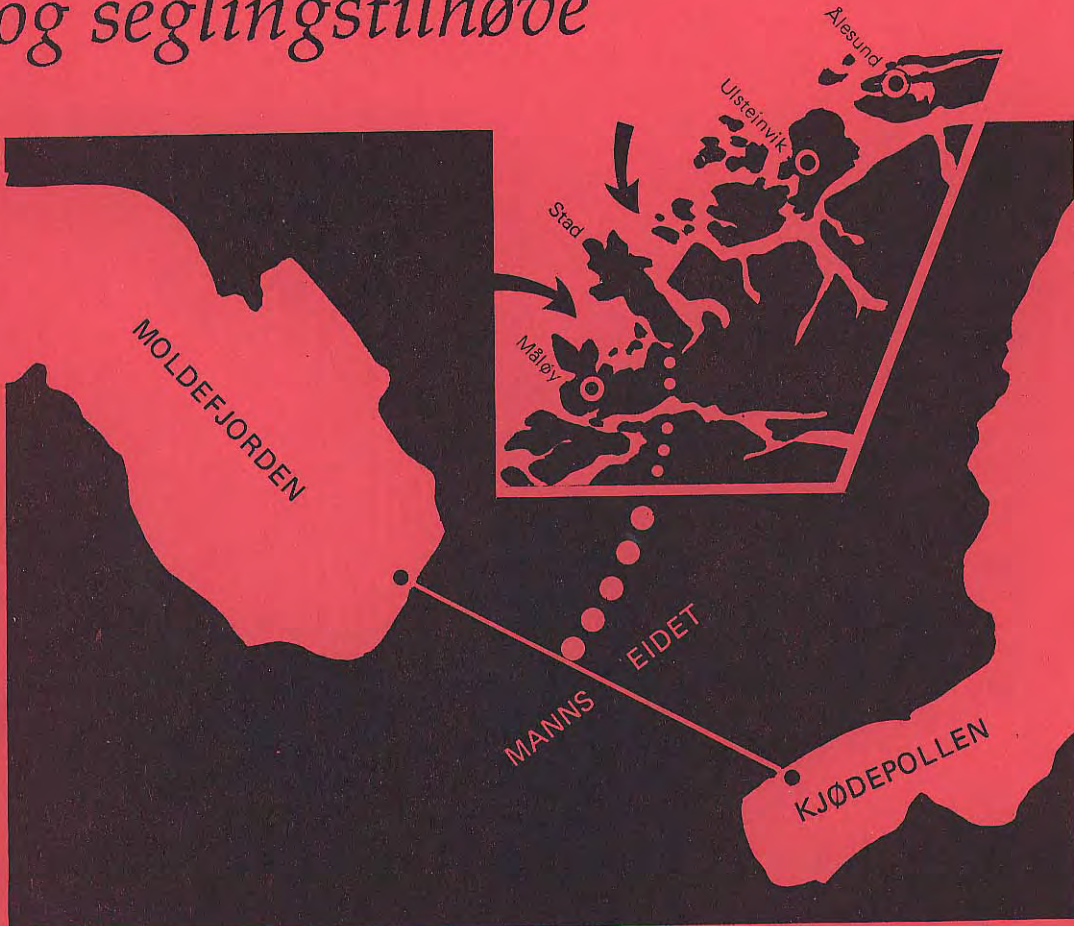 og seglingstilhøve
Ålesund
Ulsteinvik
Stad
Måløy
MOLDEFJORDEN
MANNS EIDET
KJØDEPOLLEN